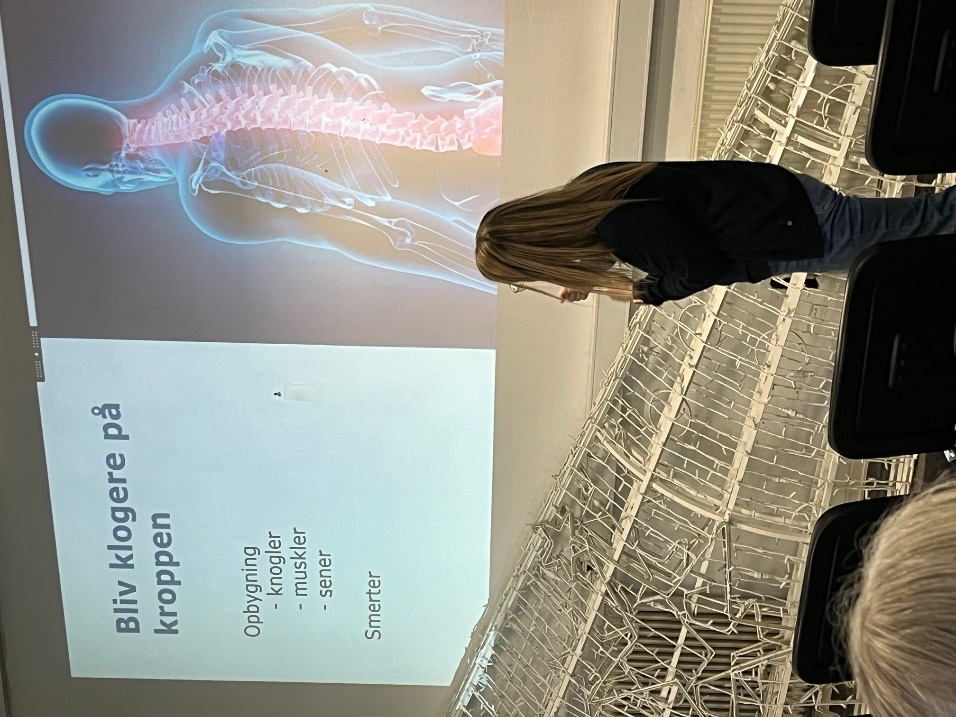 Bliv klogere på
kroppen
Opbygning
- knogler
- muskler
- sener
Smerter